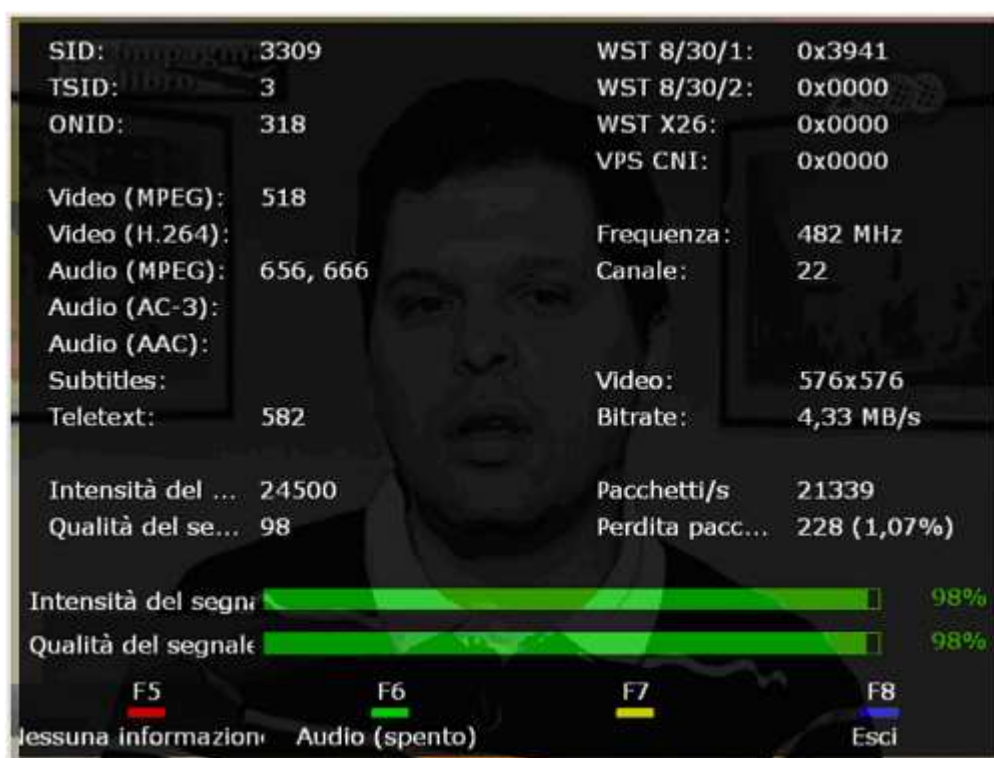 SID: 3309 WST 8/30/1: 0x3941
TSID: 3 WST 8/30/2: 0x0000
ONID: 318 WST X26: 0x0000
VPS CNI: 0x0000
Video (MPEG): 518
Video (H.264): Frequenza: 482 MHz
Audio (MPEG): 656, 666 Canale: 22
Audio (AC-3):
Audio (AAC):
Subtitles: Video: 576x576
Teletext: 582 Bitrate: 4,33 MB/s
Intensità del ... 24500 Pacchetti/s 21339
Qualità del se... 98 Perdita pacc... 228 (1,07%)
Intensità del segna 98%
Qualità del segnale 98%
F5 F6 F7 F8
lessuna informazion Audio (spento) Esci